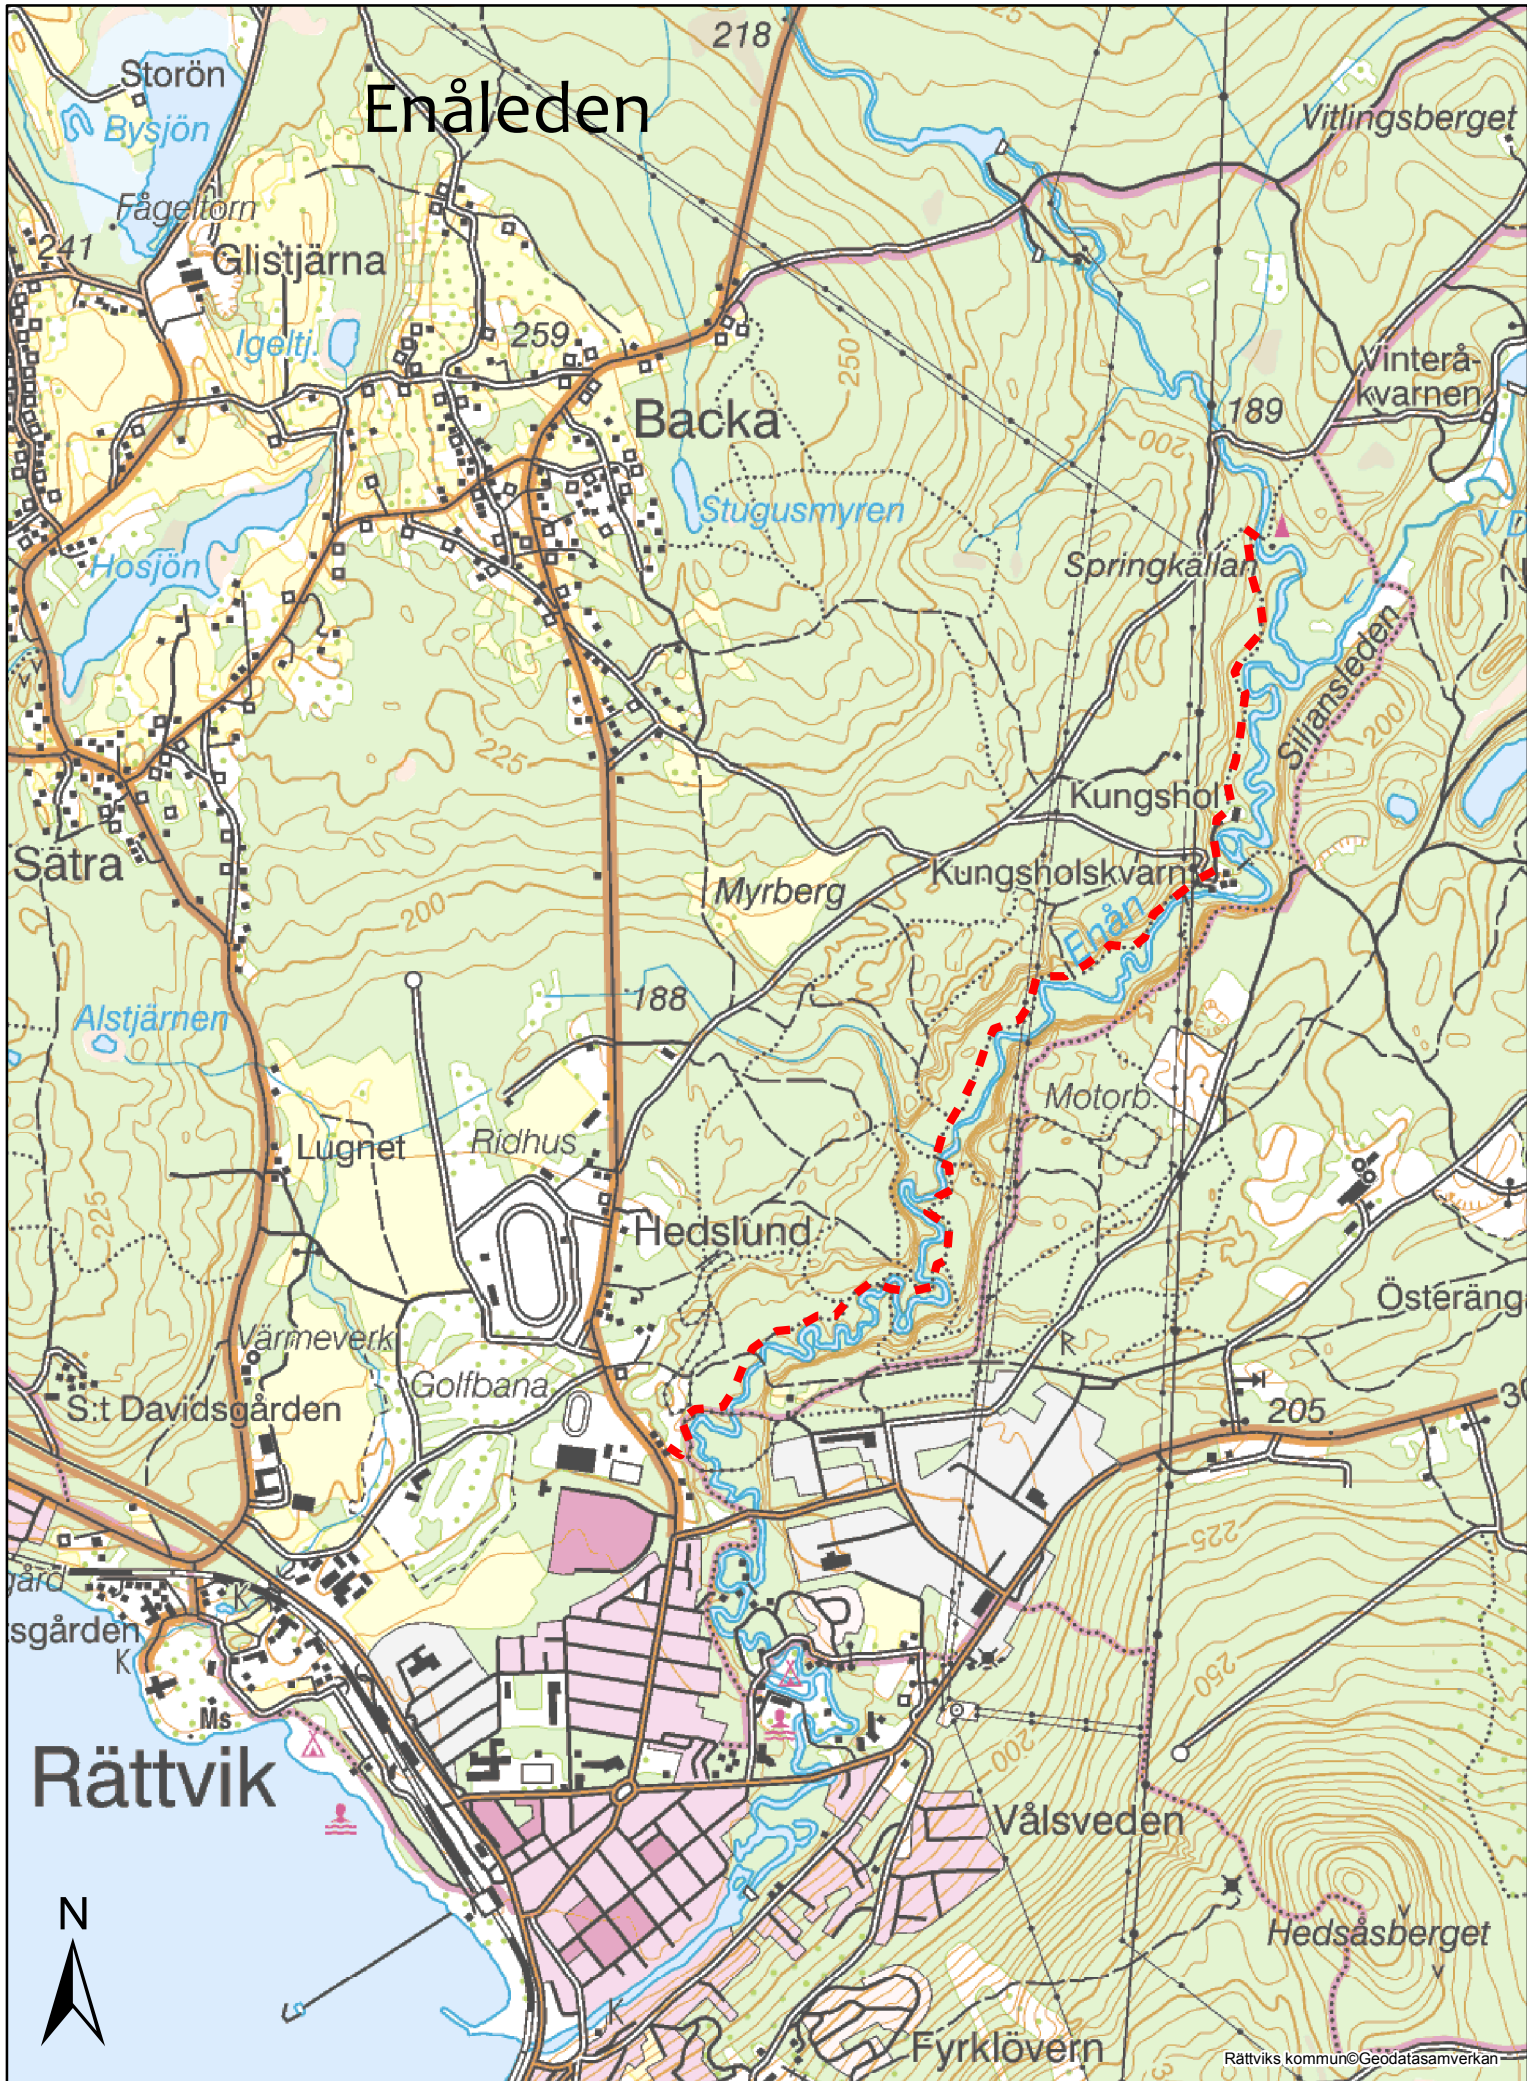 218
Storön
Enåleden
Bysjön
Vitlingsberget
Fågeltorn
241
Glistjärna
259
Igeltj.
250
Vinterå-
kvarnen
189
Backa
200
Stugusmyren
V D
Hosjön
Springkällan
Siljansleden
200
225
Kungshol
Sätra
Kungsholskvarn
Myrberg
200
Enån
188
Alstjärnen
Motorb.
Ridhus
Lugnet
225
Hedslund
Österäng
Värmeverk
Golfbana
S:t Davidsgården
205
30
225
gård
K
sgården
K
250
Ms
Rättvik
200
Vålsveden
N
Hedsåsberget
K
Fyrklövern
Rättviks kommun©Geodatasamverkan